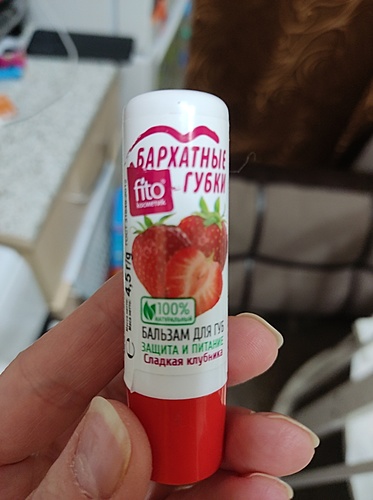 БАРХАТНЫЕ
ГУБКИ
fito
косметик
100%
НАТУРАЛЬНЫЙ
БАЛЬЗАМ ДЛЯ ГУБ
ЗАЩИТА И ПИТАНИЕ
Сладкая клубника
4,5 г/g